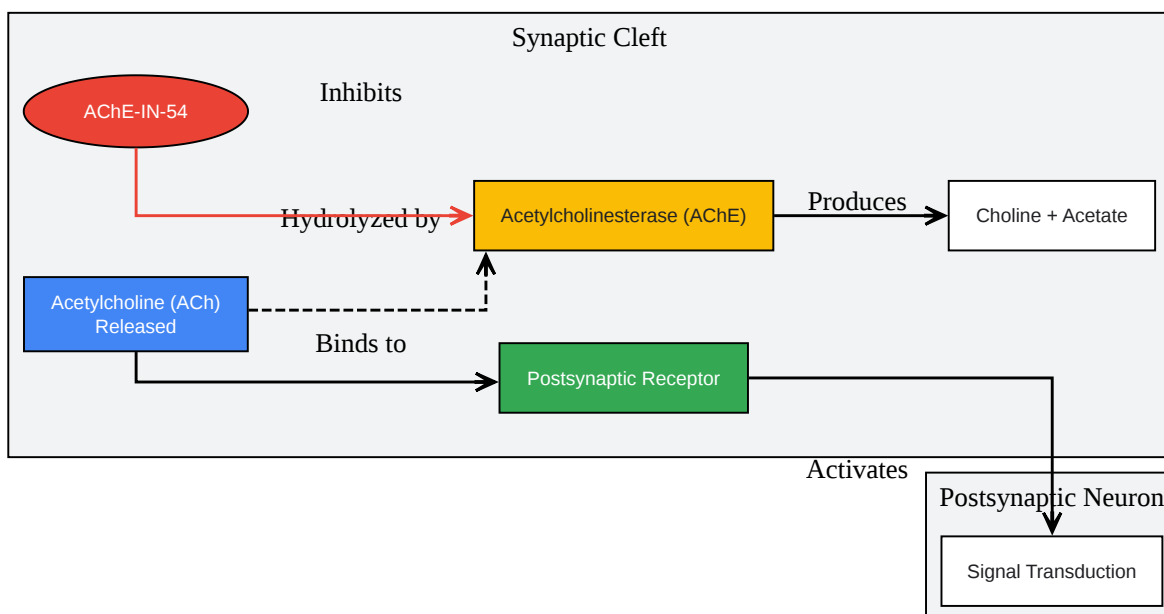 Synaptic Cleft
Inhibits
AChE-IN-54
Hydrolyzed by
Acetylcholinesterase (AChE)
Produces
Choline + Acetate
Acetylcholine (ACh)
Released
Binds to
Postsynaptic Receptor
Activates
Postsynaptic Neuron
Signal Transduction